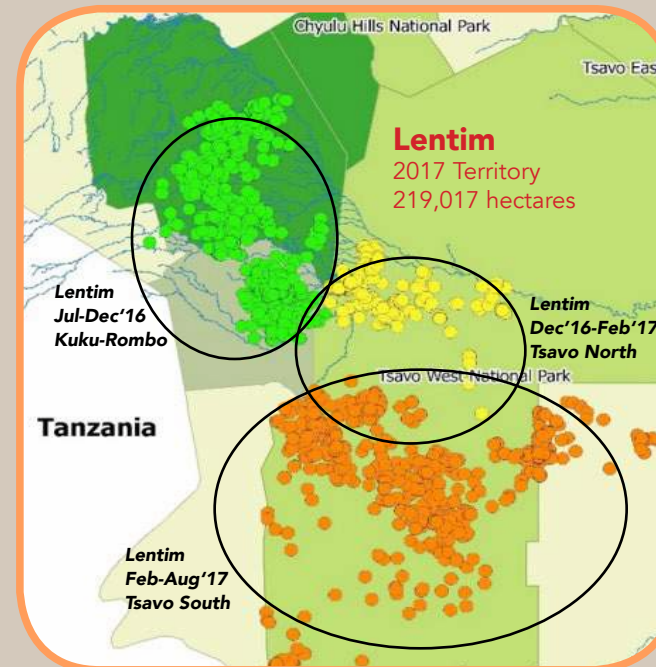 Chyulu Hills National Park
Tsavo Eas
Lentim
2017 Territory
219,017 hectares
Lentim
Jul-Dec'16
Kuku-Rombo
Lentim
Dec'16-Feb'17
Tsavo North
Tsavo West National Park
Tanzania
Lentim
Feb-Aug'17
Tsavo South